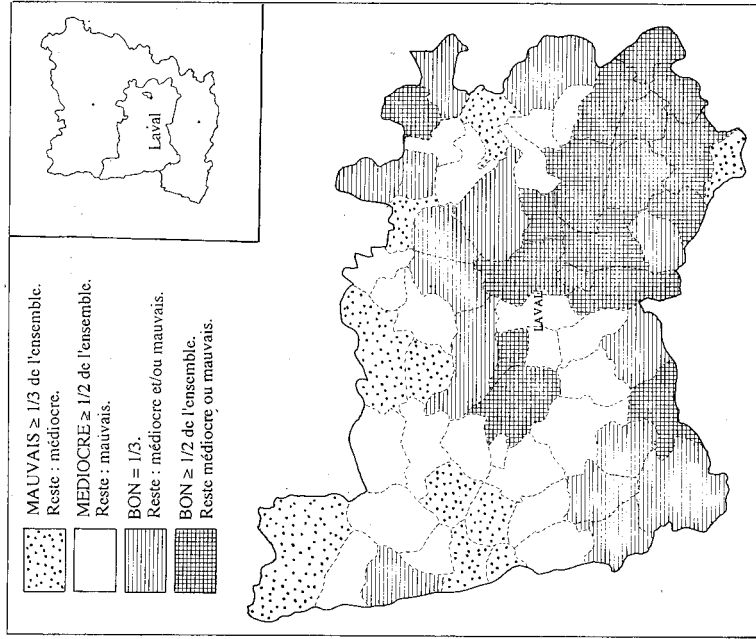 MAUVAIS ≥ 1/3 de l'ensemble.
Reste : médiocre.
MEDIOCRE ≥ 1/2 de l'ensemble.
Reste : mauvais.
BON = 1/3.
Reste : médiocre et/ou mauvais.
BON ≥ 1/2 de l'ensemble.
Reste médiocre ou mauvais.
Laval
LAVAL